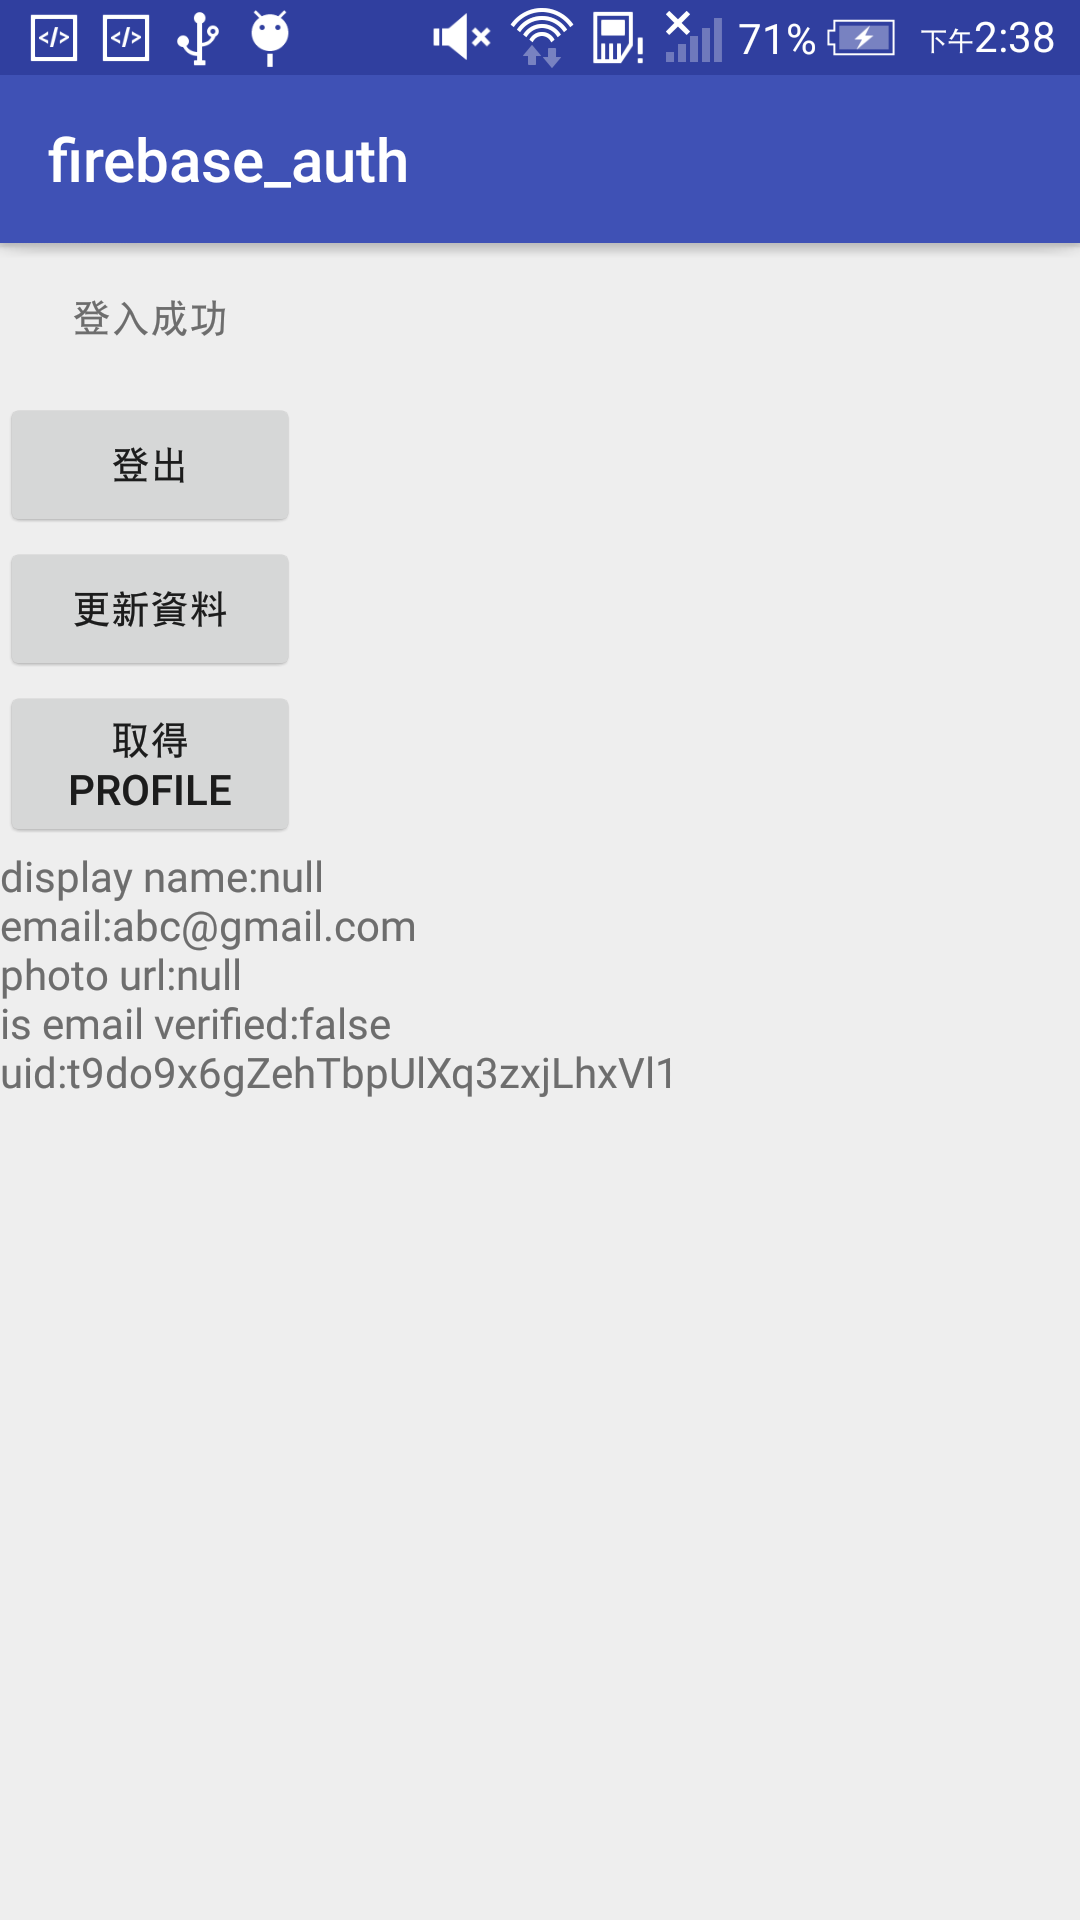 71% 下午2:38
firebase_auth
登入成功
登出
更新資料
取得
PROFILE
display name:null
email:abc@gmail.com
photo url:null
is email verified:false
uid:t9do9x6gZehTbpUlXq3zxjLhxVl1